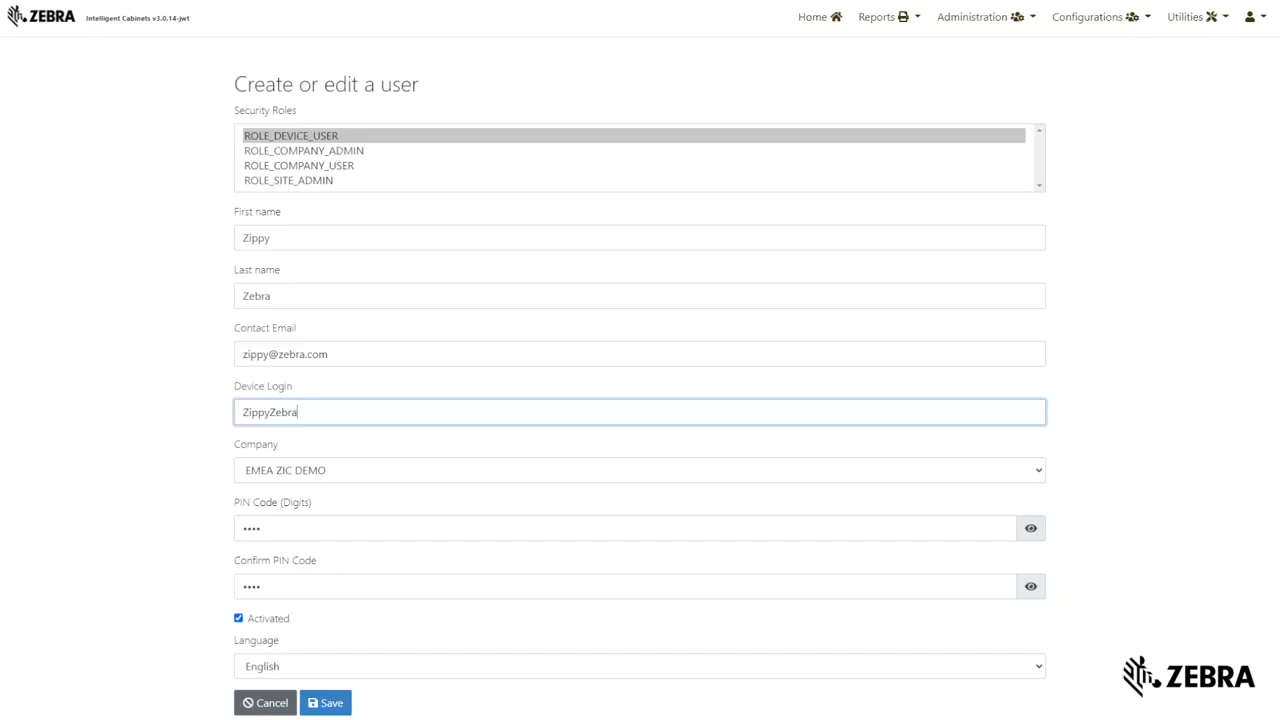 ZEBRA Intelligent Cabinets v3.0.14-jwt Home Reports Administration Configurations Utilities
Create or edit a user
Security Roles
ROLE_DEVICE_USER
ROLE_COMPANY_ADMIN
ROLE_COMPANY_USER
ROLE_SITE_ADMIN
First name
Zippy
Last name
Zebra
Contact Email
zippy@zebra.com
Device Login
ZippyZebra
Company
EMEA ZIC DEMO
PIN Code (Digits)
••••
Confirm PIN Code
••••
Activated
Language
English
Cancel Save
ZEBRA